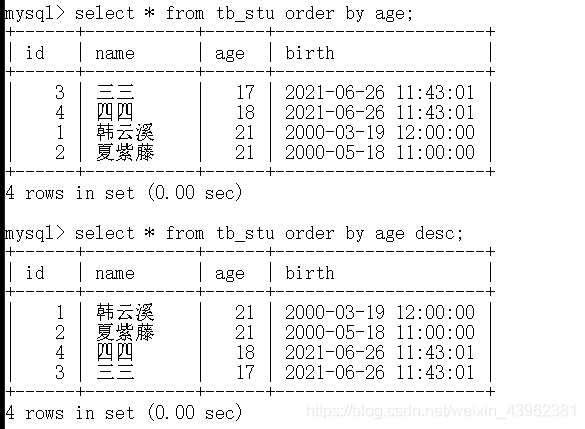 mysql> select * from tb_stu order by age;
+------+--------+------+---------------------+
| id | name | age | birth |
+------+--------+------+---------------------+
| 3 | 三三 | 17 | 2021-06-26 11:43:01 |
| 4 | 四四 | 18 | 2021-06-26 11:43:01 |
| 1 | 韩云溪 | 21 | 2000-03-19 12:00:00 |
| 2 | 夏紫藤 | 21 | 2000-05-18 11:00:00 |
+------+--------+------+---------------------+
4 rows in set (0.00 sec)
mysql> select * from tb_stu order by age desc;
+------+--------+------+---------------------+
| id | name | age | birth |
+------+--------+------+---------------------+
| 1 | 韩云溪 | 21 | 2000-03-19 12:00:00 |
| 2 | 夏紫藤 | 21 | 2000-05-18 11:00:00 |
| 4 | 四四 | 18 | 2021-06-26 11:43:01 |
| 3 | 三三 | 17 | 2021-06-26 11:43:01 |
+------+--------+------+---------------------+
4 rows in set (0.00 sec)
https://blog.csdn.net/weixin_43962381